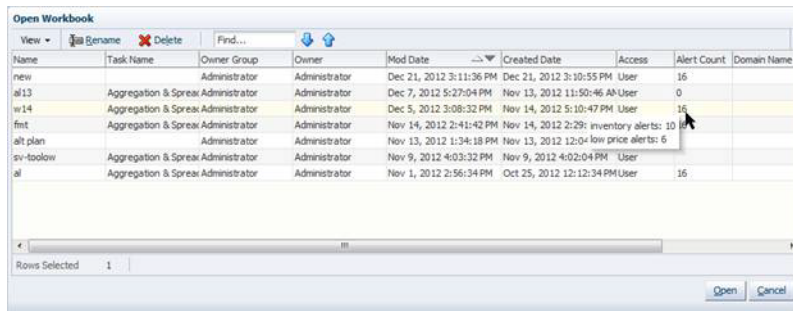 Open Workbook
View Rename Delete Find...
Name Task Name Owner Group Owner Mod Date Created Date Access Alert Count Domain Name
new Administrator Administrator Dec 21, 2012 3:11:36 PM Dec 21, 2012 3:10:55 PM User 16
al13 Aggregation & Spread Administrator Administrator Dec 7, 2012 5:27:04 PM Nov 13, 2012 11:50:46 AM User 0
w14 Aggregation & Spread Administrator Administrator Dec 5, 2012 3:08:32 PM Nov 14, 2012 5:10:47 PM User 16
fmt Aggregation & Spread Administrator Administrator Nov 14, 2012 2:41:42 PM Nov 14, 2012 2:29: inventory alerts: 10
alt plan Administrator Administrator Nov 13, 2012 1:34:18 PM Nov 13, 2012 12:04 low price alerts: 6
sv-toolow Aggregation & Spread Administrator Administrator Nov 9, 2012 4:03:32 PM Nov 9, 2012 4:02:04 PM User
al Aggregation & Spread Administrator Administrator Nov 1, 2012 2:56:34 PM Oct 25, 2012 12:12:34 PM User 16
Rows Selected 1
Open Cancel